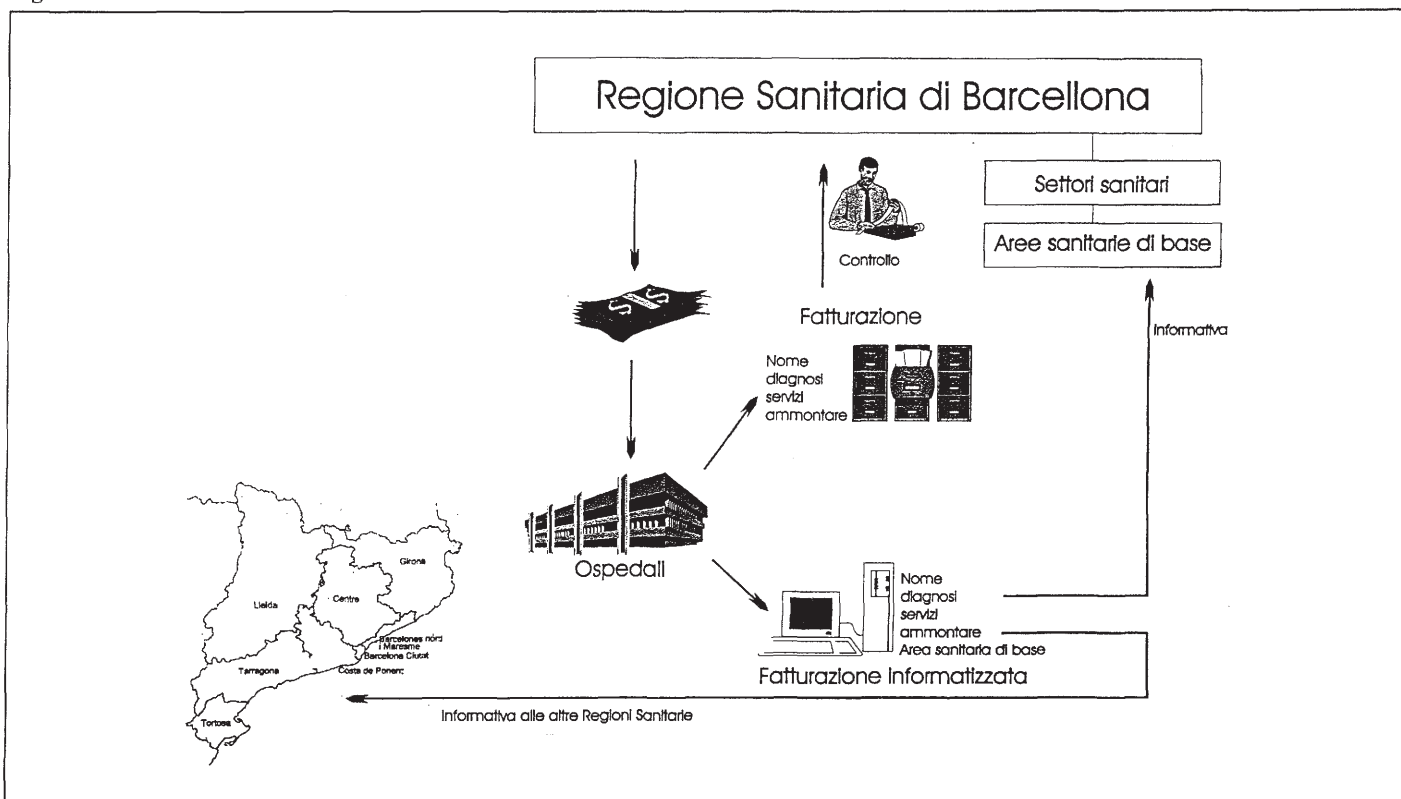 Regione Sanitaria di Barcellona
Settori sanitari
Aree sanitarie di base
Controllo
Fatturazione
Informativa
Nome
diagnosi
servizi
ammontare
Ospedali
Nome
diagnosi
servizi
ammontare
Area sanitaria di base
Fatturazione Informatizzata
Informativa alle altre Regioni Sanitarie
Girona
Centre
Lleida
Barcelones nord
i Maresme
Barcelona Ciutat
Tarragona
Costa de Ponent
Tortosa